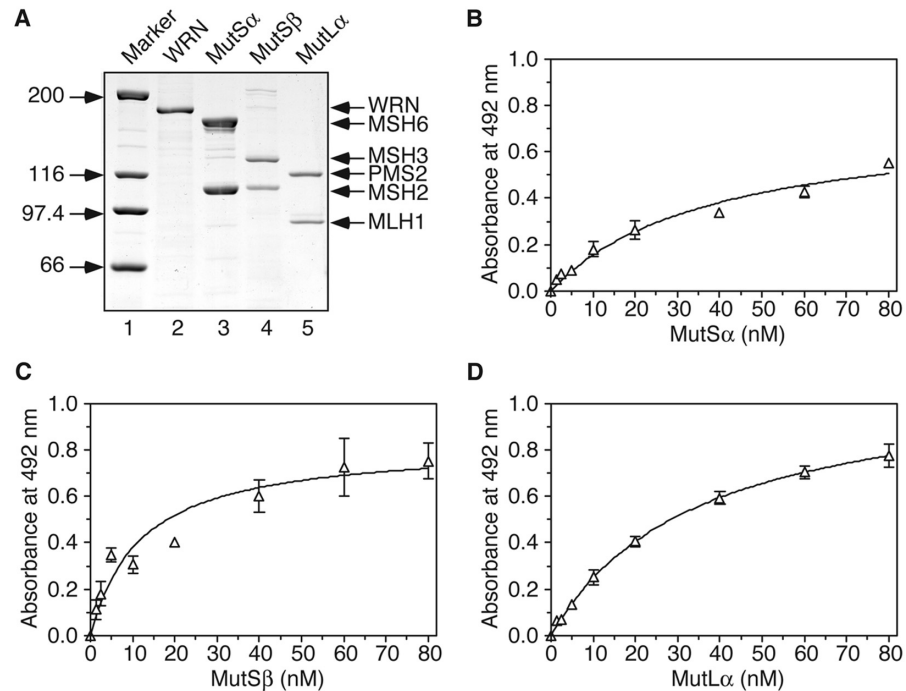 A
Marker
WRN
MutSα
MutSβ
MutLα
200
116
97.4
66
WRN
MSH6
MSH3
PMS2
MSH2
MLH1
1 2 3 4 5
B
Absorbance at 492 nm
1.0
0.8
0.6
0.4
0.2
0.0
0 10 20 30 40 50 60 70 80
MutSα (nM)
C
Absorbance at 492 nm
1.0
0.8
0.6
0.4
0.2
0.0
0 10 20 30 40 50 60 70 80
MutSβ (nM)
D
Absorbance at 492 nm
1.0
0.8
0.6
0.4
0.2
0.0
0 10 20 30 40 50 60 70 80
MutLα (nM)